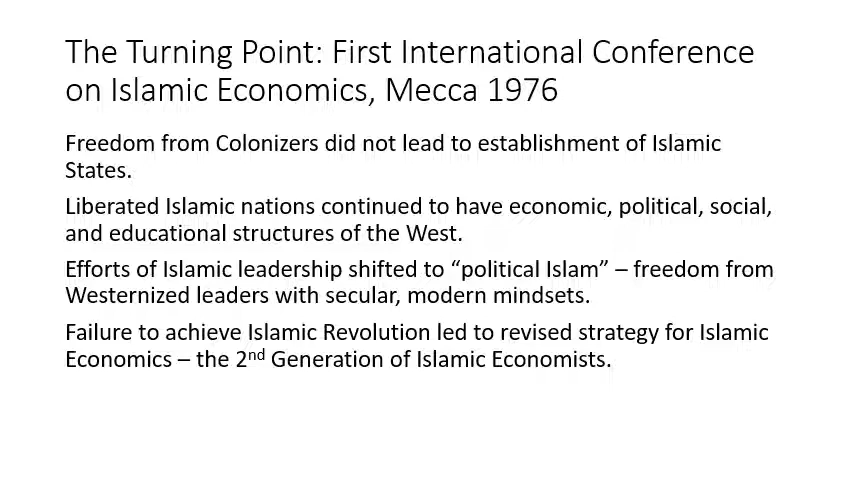 The Turning Point: First International Conference
on Islamic Economics, Mecca 1976
Freedom from Colonizers did not lead to establishment of Islamic
States.
Liberated Islamic nations continued to have economic, political, social,
and educational structures of the West.
Efforts of Islamic leadership shifted to “political Islam” – freedom from
Westernized leaders with secular, modern mindsets.
Failure to achieve Islamic Revolution led to revised strategy for Islamic
Economics – the 2nd Generation of Islamic Economists.